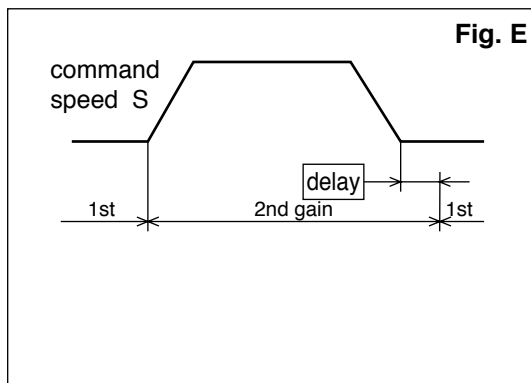 Fig. E
command
speed S
delay
1st
2nd gain
1st